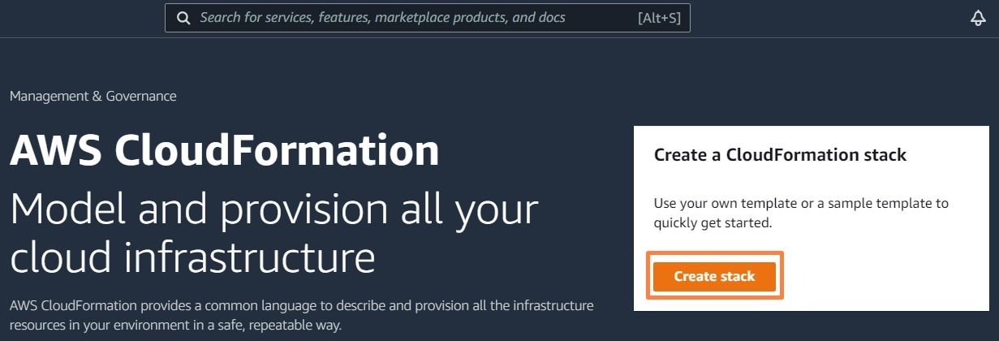 Search for services, features, marketplace products, and docs [Alt+S]
Management & Governance
AWS CloudFormation
Model and provision all your
cloud infrastructure
AWS CloudFormation provides a common language to describe and provision all the infrastructure
resources in your environment in a safe, repeatable way.
Create a CloudFormation stack
Use your own template or a sample template to
quickly get started.
Create stack